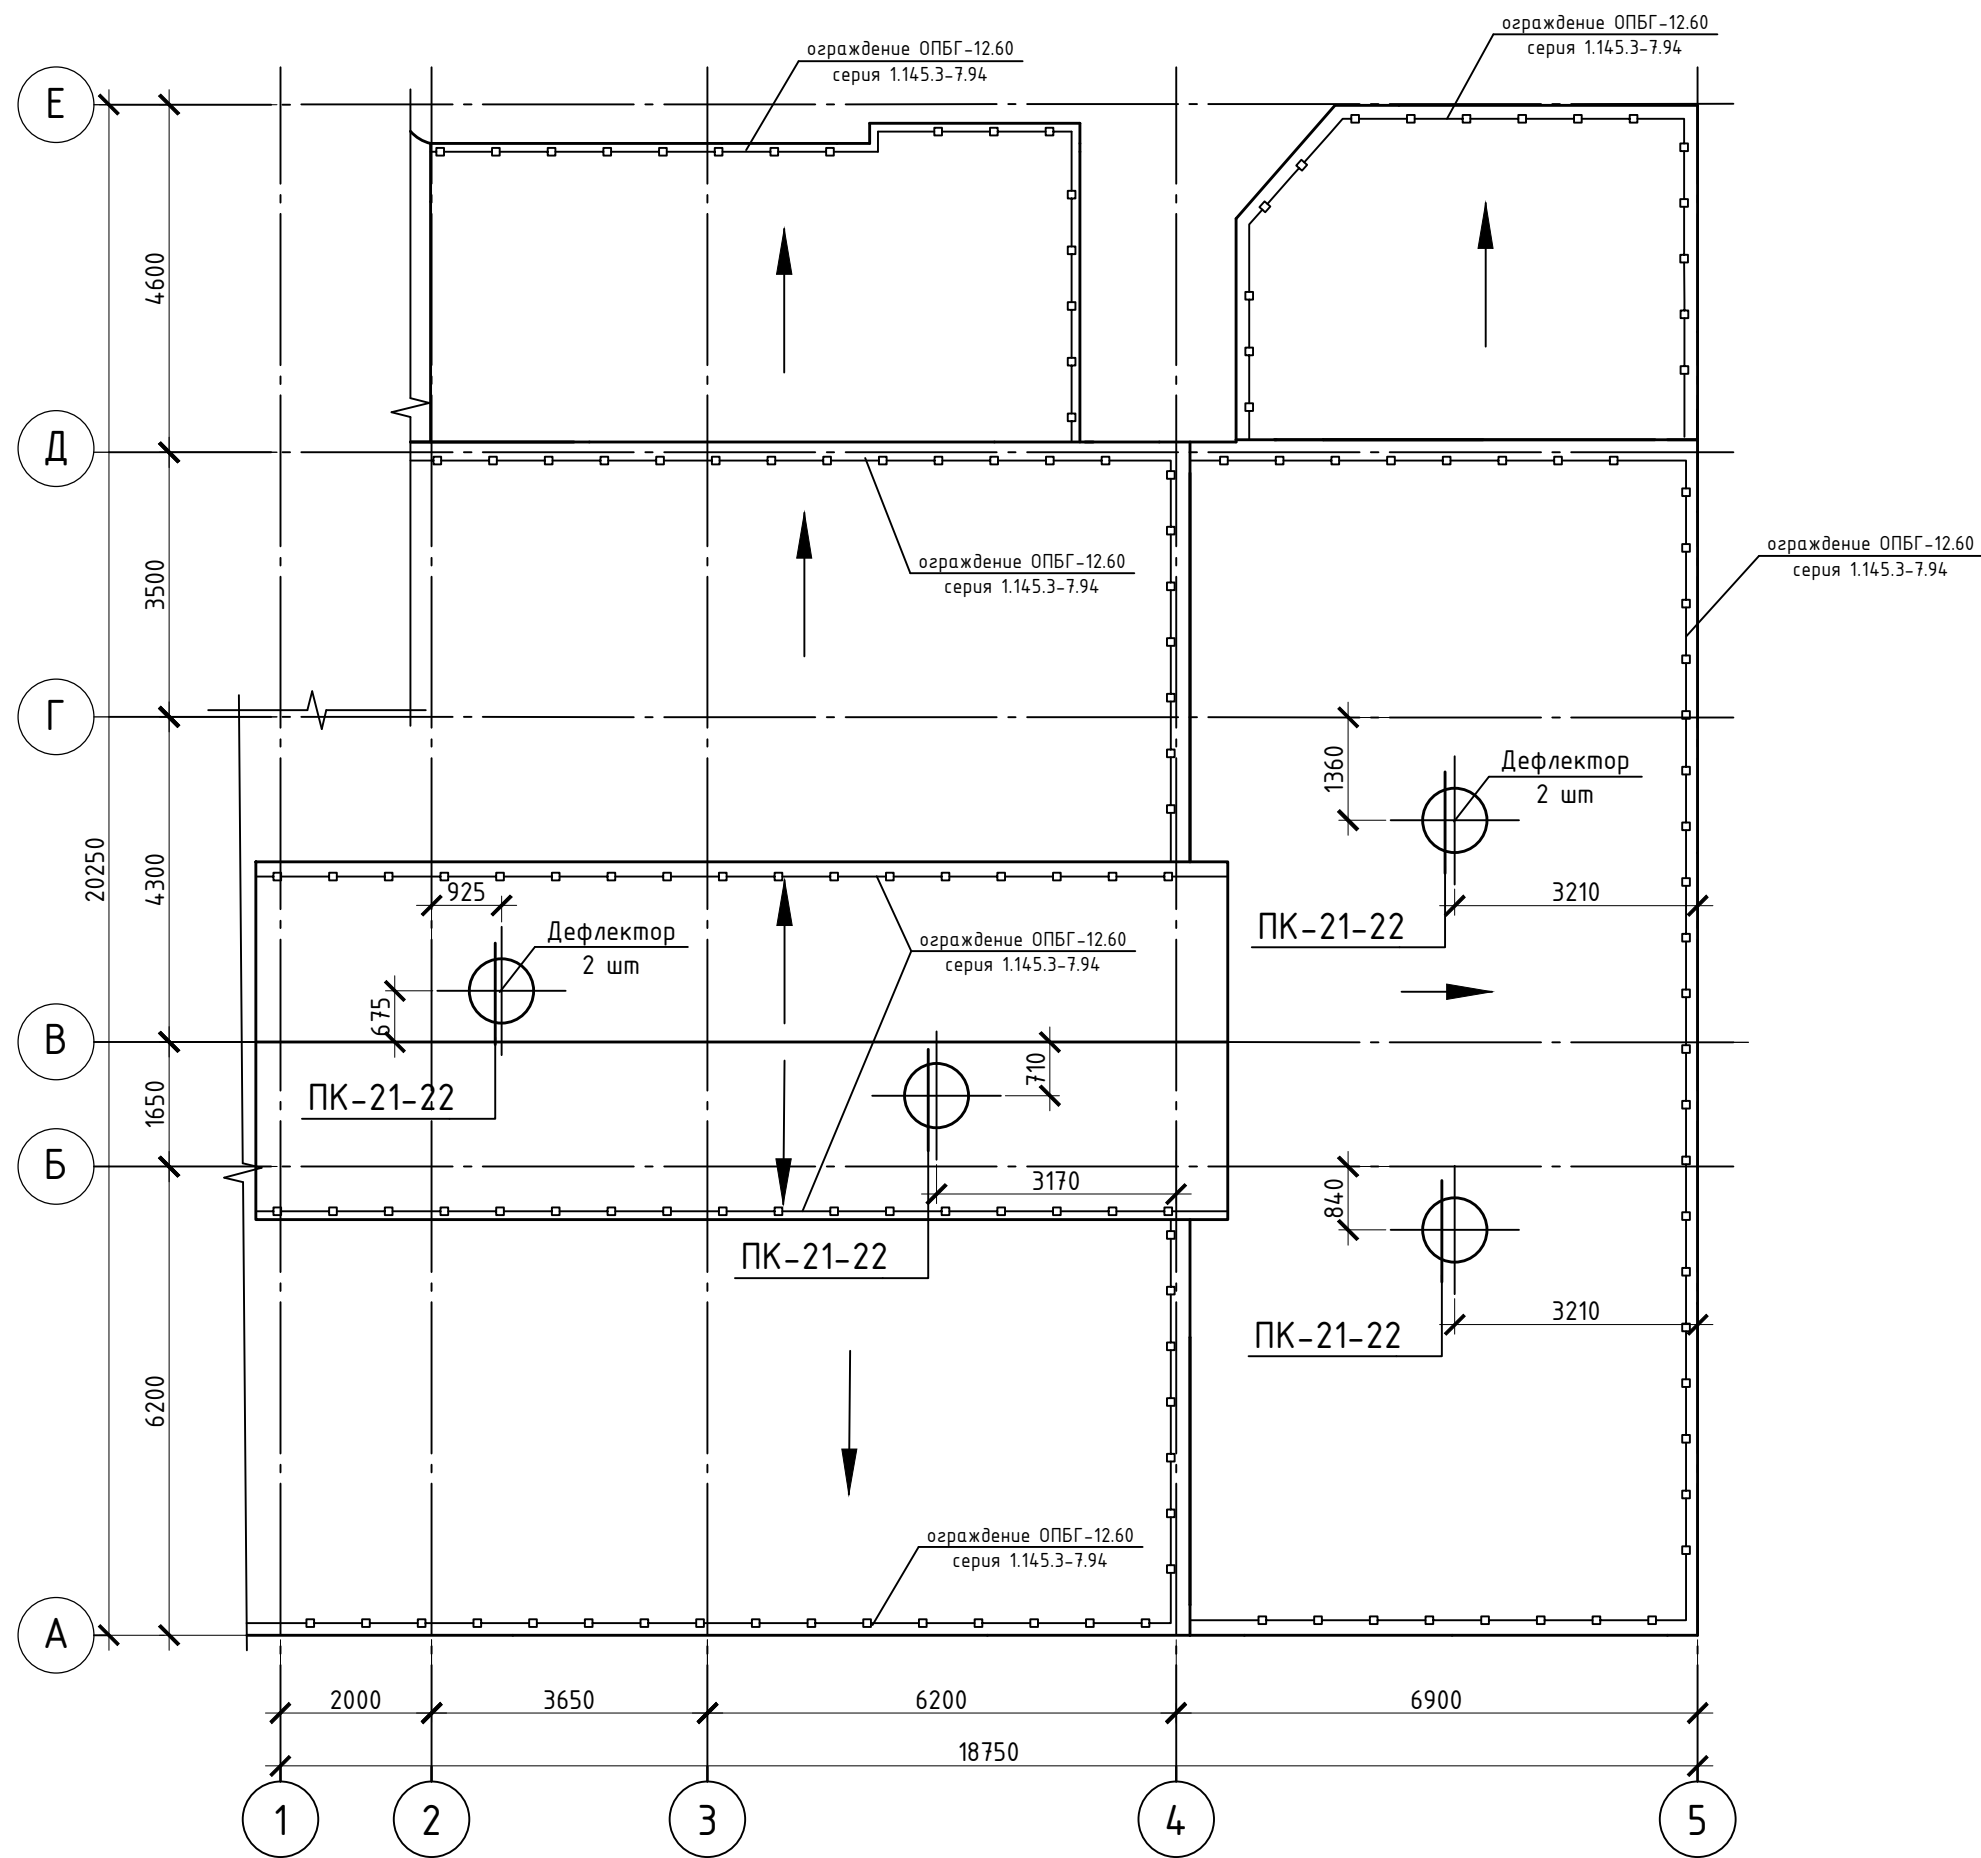 ограждение ОПБГ-12.60
серия 1.145.3-7.94
ограждение ОПБГ-12.60
серия 1.145.3-7.94
Е
4600
Д
ограждение ОПБГ-12.60
серия 1.145.3-7.94
ограждение ОПБГ-12.60
серия 1.145.3-7.94
3500
Г
1360
Дефлектор
2 шт
20250
4300
925
3210
ПК-21-22
Дефлектор
2 шт
ограждение ОПБГ-12.60
серия 1.145.3-7.94
675
В
710
ПК-21-22
1650
Б
3170
840
ПК-21-22
3210
ПК-21-22
6200
ограждение ОПБГ-12.60
серия 1.145.3-7.94
А
2000
3650
6200
6900
18750
1
2
3
4
5